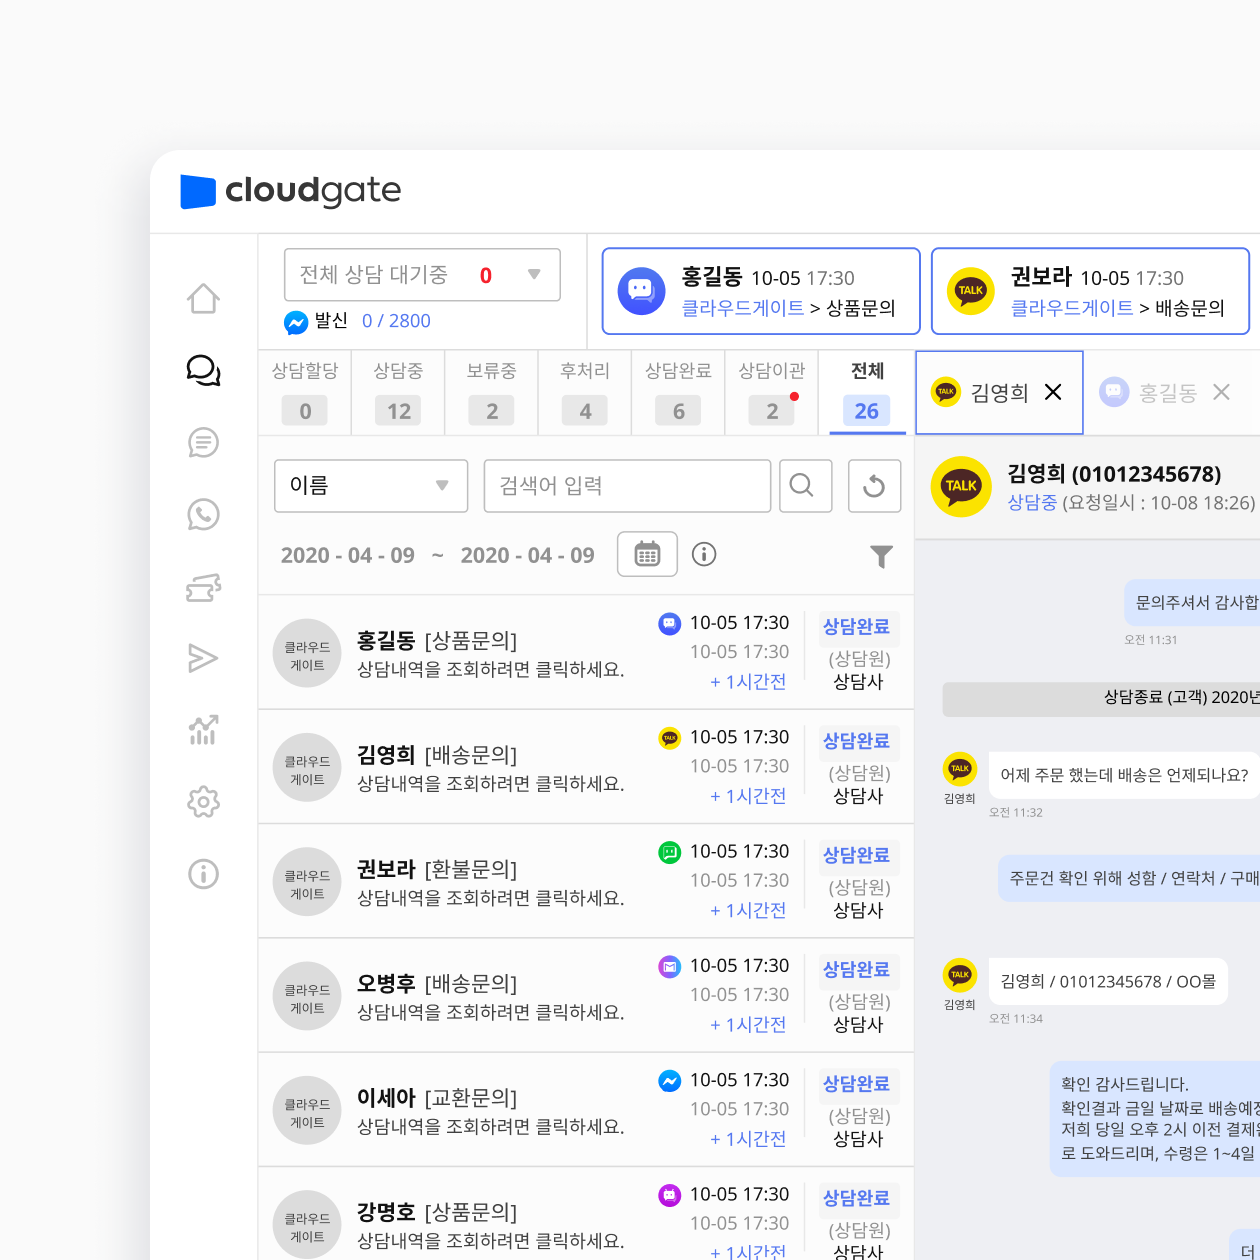 cloudgate
전체 상담 대기중 0
발신 0 / 2800
홍길동 10-05 17:30
클라우드게이트 > 상품문의
권보라 10-05 17:30
클라우드게이트 > 배송문의
TALK
상담할당 상담중 보류중 후처리 상담완료 상담이관 전체
0 12 2 4 6 2 26
이름
검색어 입력
2020 - 04 - 09 ~ 2020 - 04 - 09
클라우드
게이트
홍길동 [상품문의]
상담내역을 조회하려면 클릭하세요.
10-05 17:30
10-05 17:30
+ 1시간전
상담완료
(상담원)
상담사
클라우드
게이트
김영희 [배송문의]
상담내역을 조회하려면 클릭하세요.
TALK
10-05 17:30
10-05 17:30
+ 1시간전
상담완료
(상담원)
상담사
클라우드
게이트
권보라 [환불문의]
상담내역을 조회하려면 클릭하세요.
10-05 17:30
10-05 17:30
+ 1시간전
상담완료
(상담원)
상담사
클라우드
게이트
오병후 [배송문의]
상담내역을 조회하려면 클릭하세요.
10-05 17:30
10-05 17:30
+ 1시간전
상담완료
(상담원)
상담사
클라우드
게이트
이세아 [교환문의]
상담내역을 조회하려면 클릭하세요.
10-05 17:30
10-05 17:30
+ 1시간전
상담완료
(상담원)
상담사
클라우드
게이트
강명호 [상품문의]
상담내역을 조회하려면 클릭하세요.
10-05 17:30
10-05 17:30
+ 1시간전
상담완료
(상담원)
상담사
TALK
김영희
홍길동
TALK
김영희 (01012345678)
상담중 (요청일시 : 10-08 18:26)
문의주셔서 감사합
오전 11:31
상담종료 (고객) 2020년
TALK
김영희
어제 주문 했는데 배송은 언제되나요?
오전 11:32
주문건 확인 위해 성함 / 연락처 / 구매
TALK
김영희
김영희 / 01012345678 / OO몰
오전 11:34
확인 감사드립니다.
확인결과 금일 날짜로 배송예정
저희 당일 오후 2시 이전 결제완
로 도와드리며, 수령은 1~4일
더